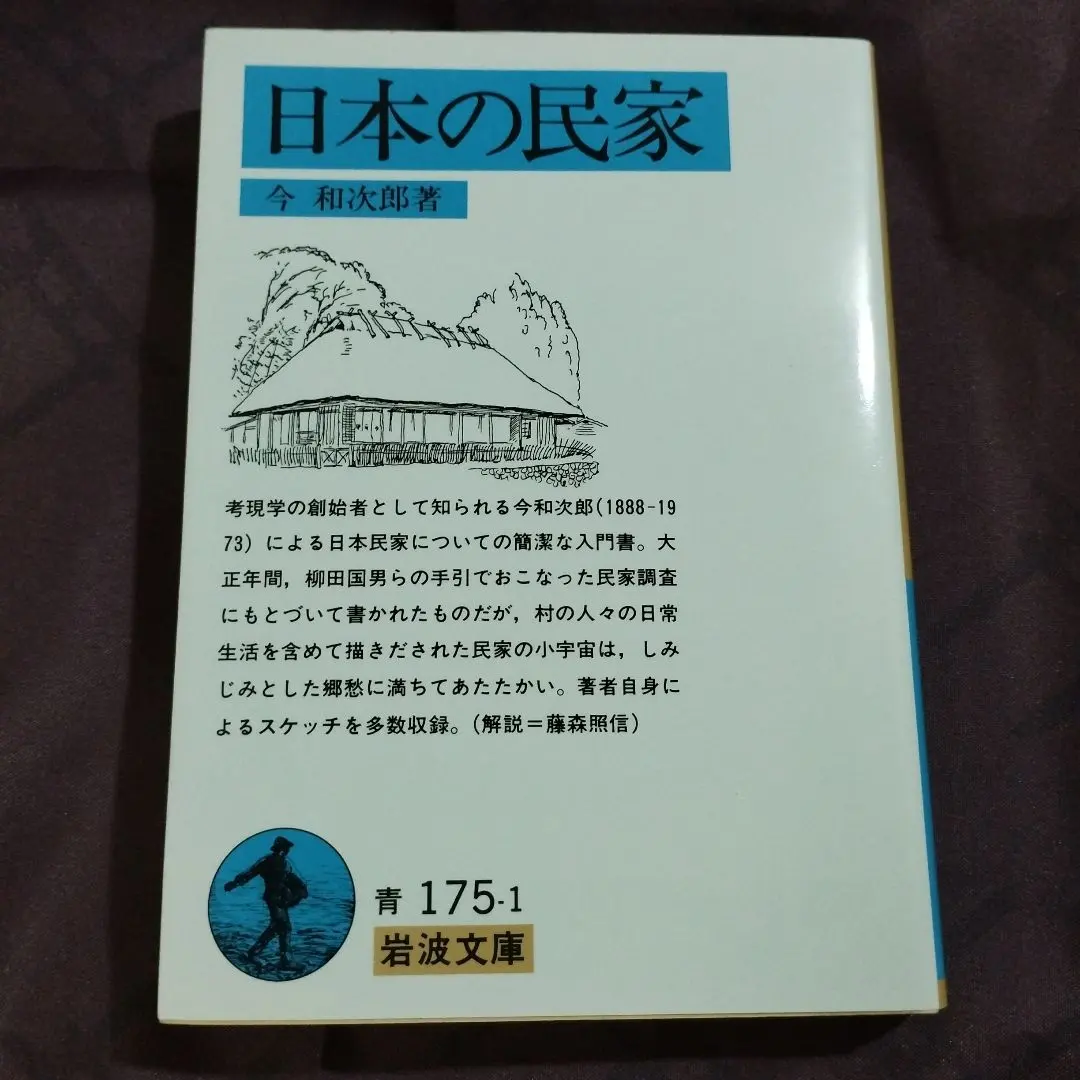 日本の民家
今 和次郎著
考現学の創始者として知られる今和次郎(1888-19
73)による日本民家についての簡潔な入門書。大
正年間，柳田国男らの手引でおこなった民家調査
にもとづいて書かれたものだが，村の人々の日常
生活を含めて描きだされた民家の小宇宙は，しみ
じみとした郷愁に満ちてあたたかい。著者自身に
よるスケッチを多数収録。(解説＝藤森照信)
青 175-1
岩波文庫